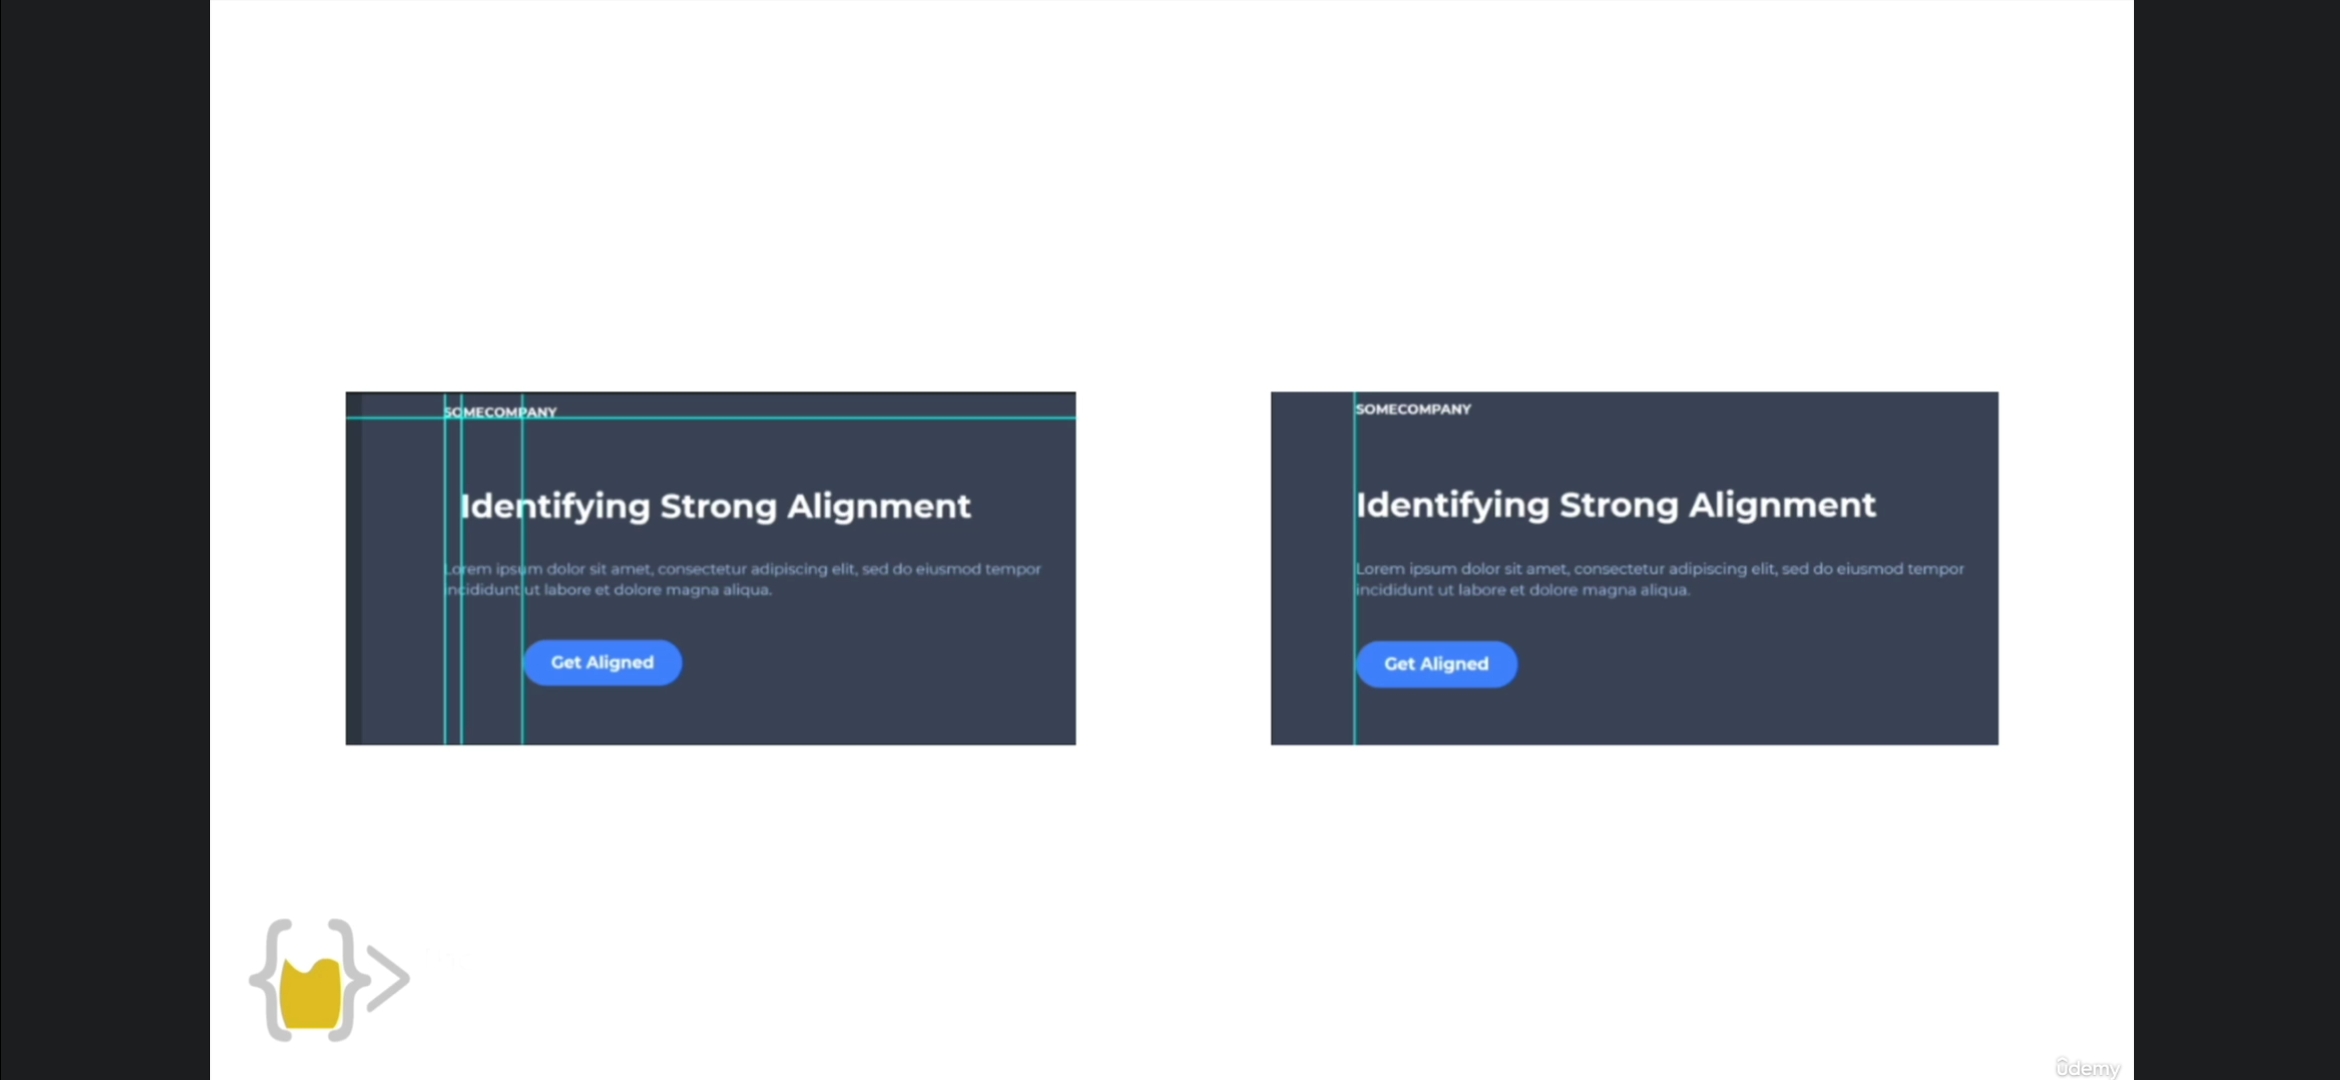 SOMECOMPANY
Identifying Strong Alignment
Lorem ipsum dolor sit amet, consectetur adipiscing elit, sed do eiusmod tempor
incididunt ut labore et dolore magna aliqua.
Get Aligned
SOMECOMPANY
Identifying Strong Alignment
Lorem ipsum dolor sit amet, consectetur adipiscing elit, sed do eiusmod tempor
incididunt ut labore et dolore magna aliqua.
Get Aligned
{ }>
ûdemy